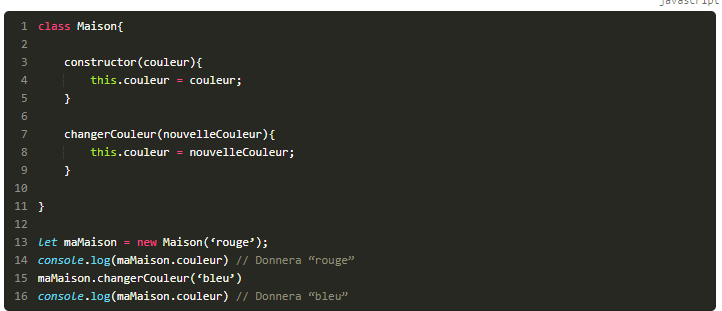 javascript
1 class Maison{
2
3 constructor(couleur){
4 this.couleur = couleur;
5 }
6
7 changerCouleur(nouvelleCouleur){
8 this.couleur = nouvelleCouleur;
9 }
10
11 }
12
13 let maMaison = new Maison(‘rouge’);
14 console.log(maMaison.couleur) // Donnera “rouge”
15 maMaison.changerCouleur(‘bleu’)
16 console.log(maMaison.couleur) // Donnera “bleu”